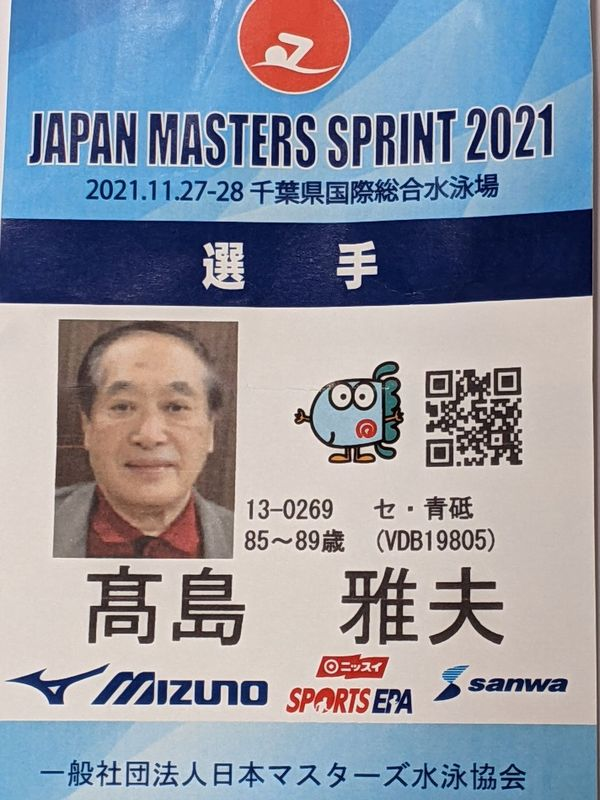 JAPAN MASTERS SPRINT 2021
2021.11.27-28 千葉県国際総合水泳場
選 手
13-0269 セ・青砥
85～89歳 (VDB19805)
髙島 雅夫
MIZUNO
ニッスイ
SPORTS EPA
sanwa
一般社団法人日本マスターズ水泳協会